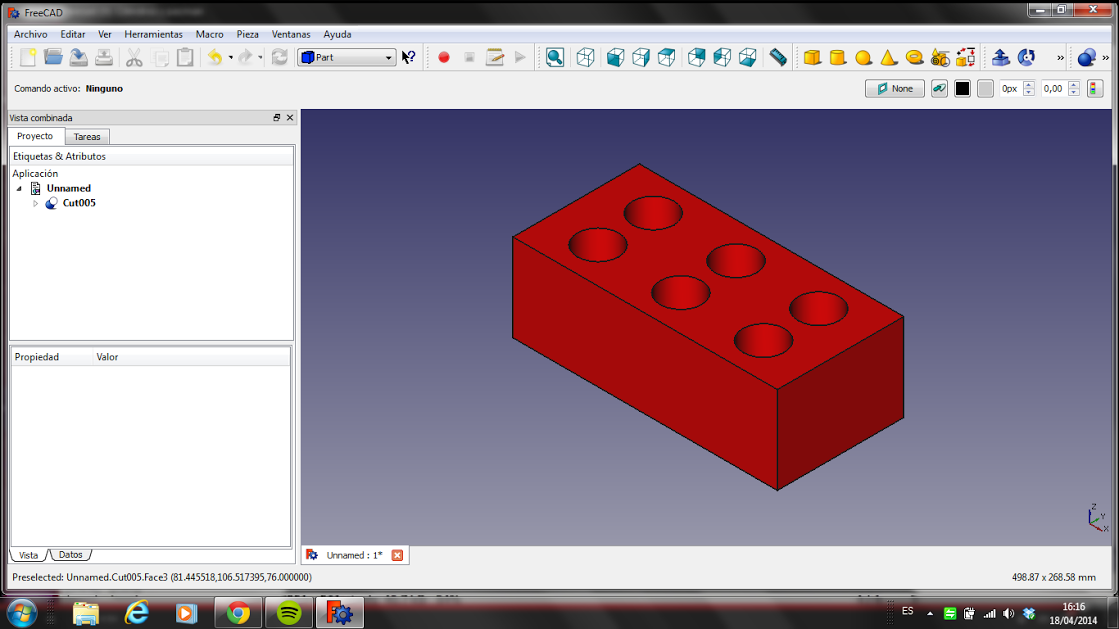 FreeCAD
Archivo Editar Ver Herramientas Macro Pieza Ventanas Ayuda
Part
Comando activo: Ninguno
None
0px
0,00
Vista combinada
Proyecto Tareas
Etiquetas & Atributos
Aplicación
Unnamed
Cut005
Propiedad Valor
Z
Y
X
Vista Datos
Unnamed : 1*
Preselected: Unnamed.Cut005.Face3 (81.445518,106.517395,76.000000)
498.87 x 268.58 mm
ES
16:16
18/04/2014